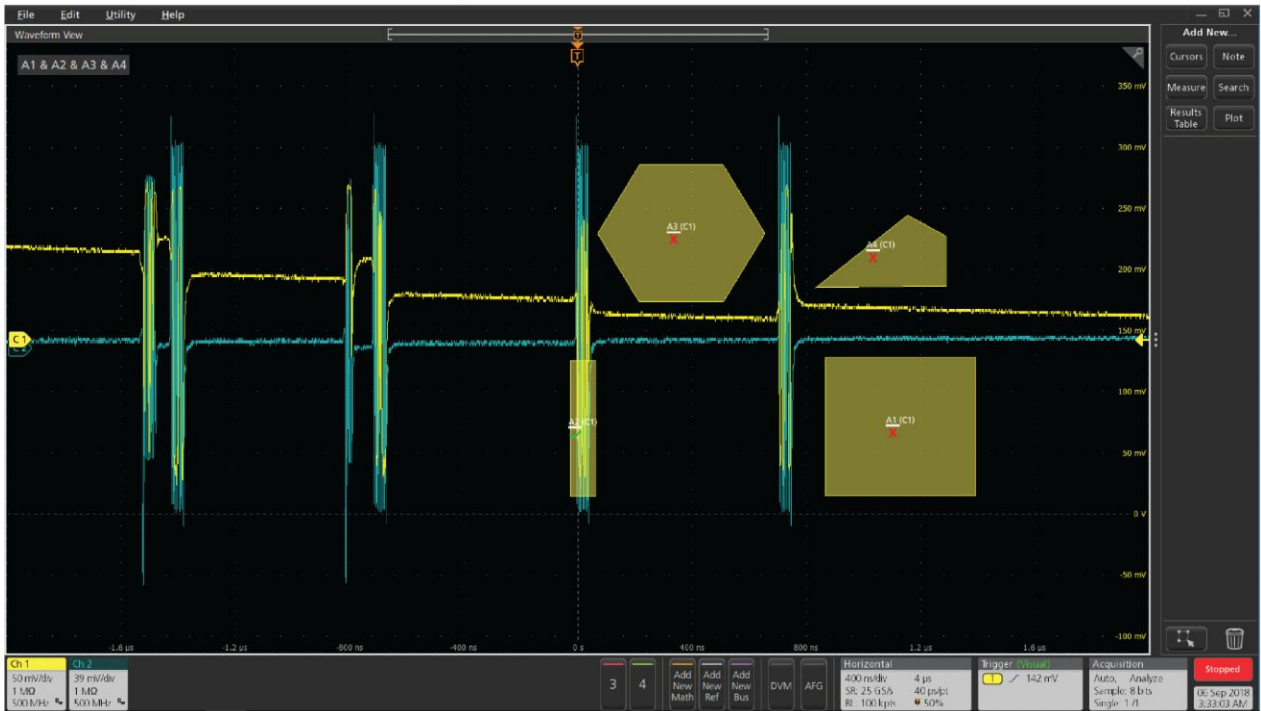 File Edit Utility Help
Waveform View
Add New...
A1 & A2 & A3 & A4
T
T
Cursors Note
Measure Search
Results Table Plot
350 mV
300 mV
250 mV
200 mV
150 mV
100 mV
50 mV
0 V
-50 mV
-100 mV
A3 (C1)
X
A4 (C1)
X
C1
C2
A2 (C1)
A1 (C1)
X
-1.6 µs -1.2 µs -800 ns -400 ns 0 s 400 ns 800 ns 1.2 µs 1.6 µs
Ch 1
50 mV/div
1 MΩ
500 MHz
Ch 2
39 mV/div
1 MΩ
500 MHz
3 4
Add New Math
Add New Ref
Add New Bus
DVM AFG
Horizontal
400 ns/div 4 µs
SR: 25 GS/s 40 ps/pt
RL: 100 kpts 50%
Trigger (Visual)
1 142 mV
Acquisition
Auto, Analyze
Sample: 8 bits
Single: 1 /1
Stopped
06 Sep 2018
3:33:03 AM